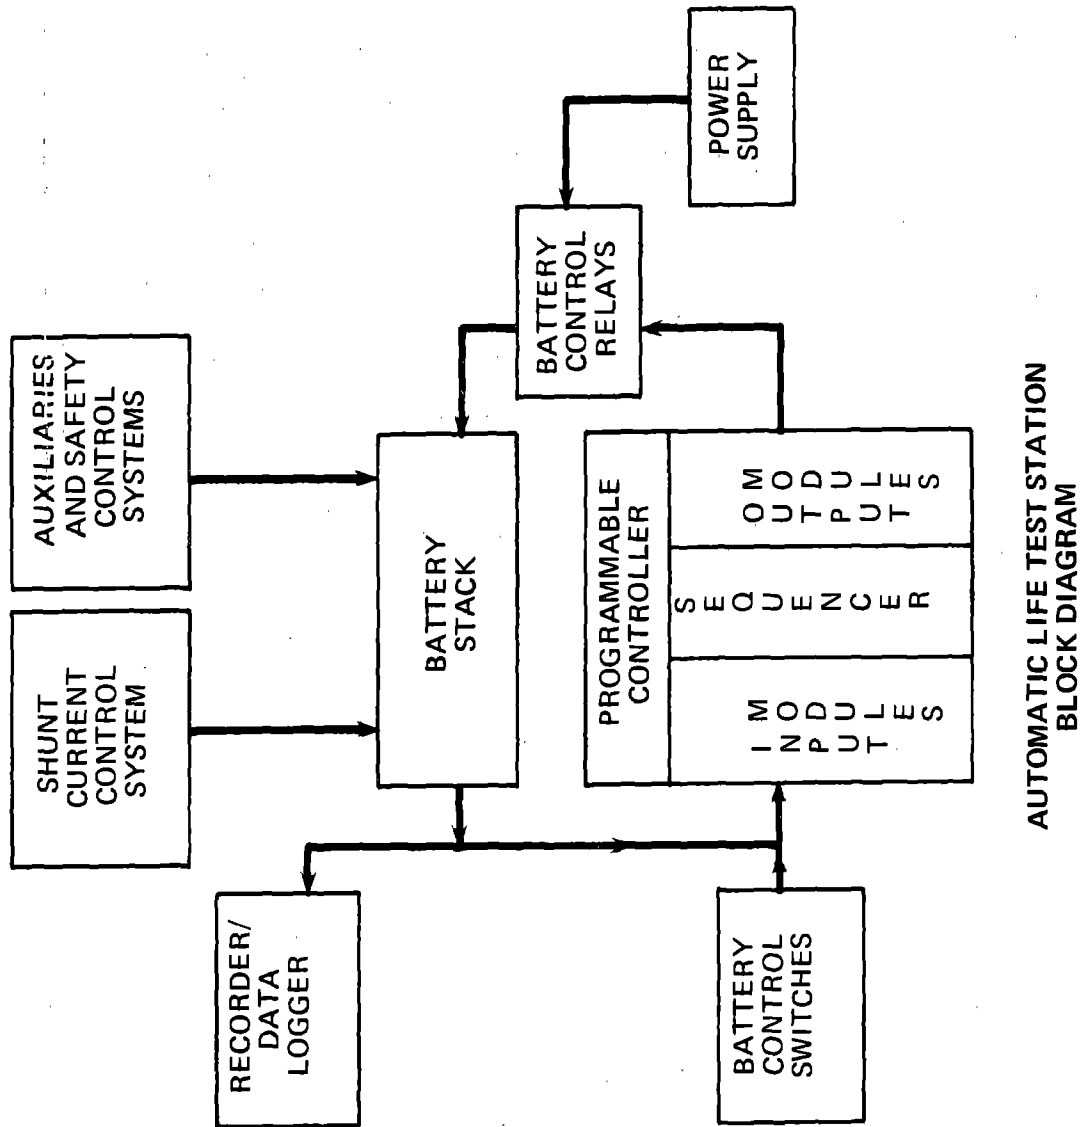 SHUNT
CURRENT
CONTROL
SYSTEM
AUXILIARIES
AND SAFETY
CONTROL
SYSTEMS
RECORDER/
DATA
LOGGER
BATTERY
STACK
BATTERY
CONTROL
RELAYS
POWER
SUPPLY
BATTERY
CONTROL
SWITCHES
PROGRAMMABLE
CONTROLLER
INPUT
MODULES
SEQUENCER
OUTPUT
MODULES
AUTOMATIC LIFE TEST STATION
BLOCK DIAGRAM